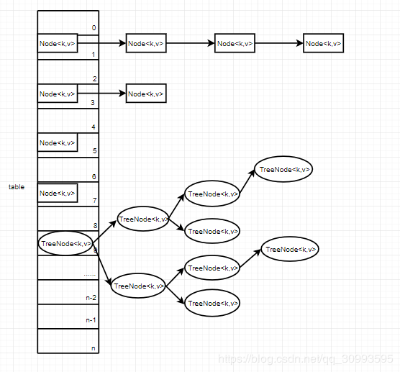 0
Node<k,v> Node<k,v> Node<k,v> Node<k,v>
1
2
Node<k,v> Node<k,v>
3
4
Node<k,v>
5
6
table
Node<k,v>
7
TreeNode<k,v>
TreeNode<k,v>
TreeNode<k,v>
8
TreeNode<k,v>
TreeNode<k,v>
TreeNode<k,v>
TreeNode<k,v>
......
TreeNode<k,v>
n-2
TreeNode<k,v>
n-1
n
https://blog.csdn.net/qq_39993595